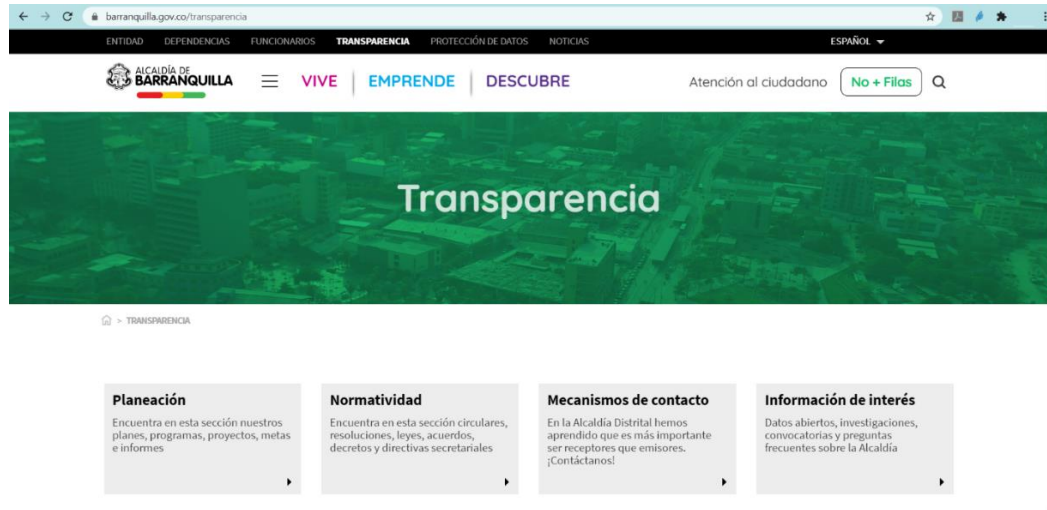 barranquilla.gov.co/transparencia
ENTIDAD DEPENDENCIAS FUNCIONARIOS TRANSPARENCIA PROTECCIÓN DE DATOS NOTICIAS ESPAÑOL
ALCALDÍA DE
BARRANQUILLA
VIVE EMPRENDE DESCUBRE Atención al ciudadano No + Filas
Transparencia
> TRANSPARENCIA
Planeación
Encuentra en esta sección nuestros
planes, programas, proyectos, metas
e informes
Normatividad
Encuentra en esta sección circulares,
resoluciones, leyes, acuerdos,
decretos y directivas secretariales
Mecanismos de contacto
En la Alcaldía Distrital hemos
aprendido que es más importante
ser receptores que emisores.
¡Contáctanos!
Información de interés
Datos abiertos, investigaciones,
convocatorias y preguntas
frecuentes sobre la Alcaldía